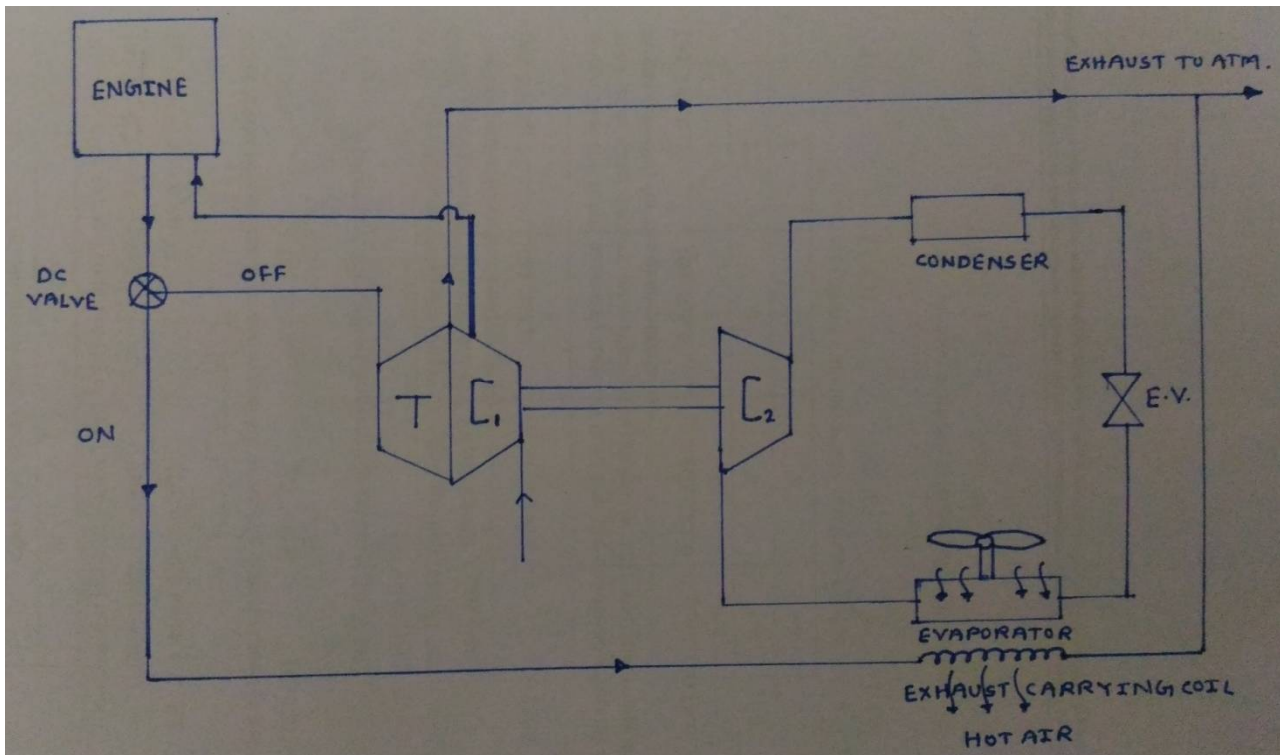 ENGINE
EXHAUST TO ATM.
DC
VALVE
OFF
CONDENSER
T
C₁
C₂
E.V.
ON
EVAPORATOR
EXHAUST CARRYING COIL
HOT AIR